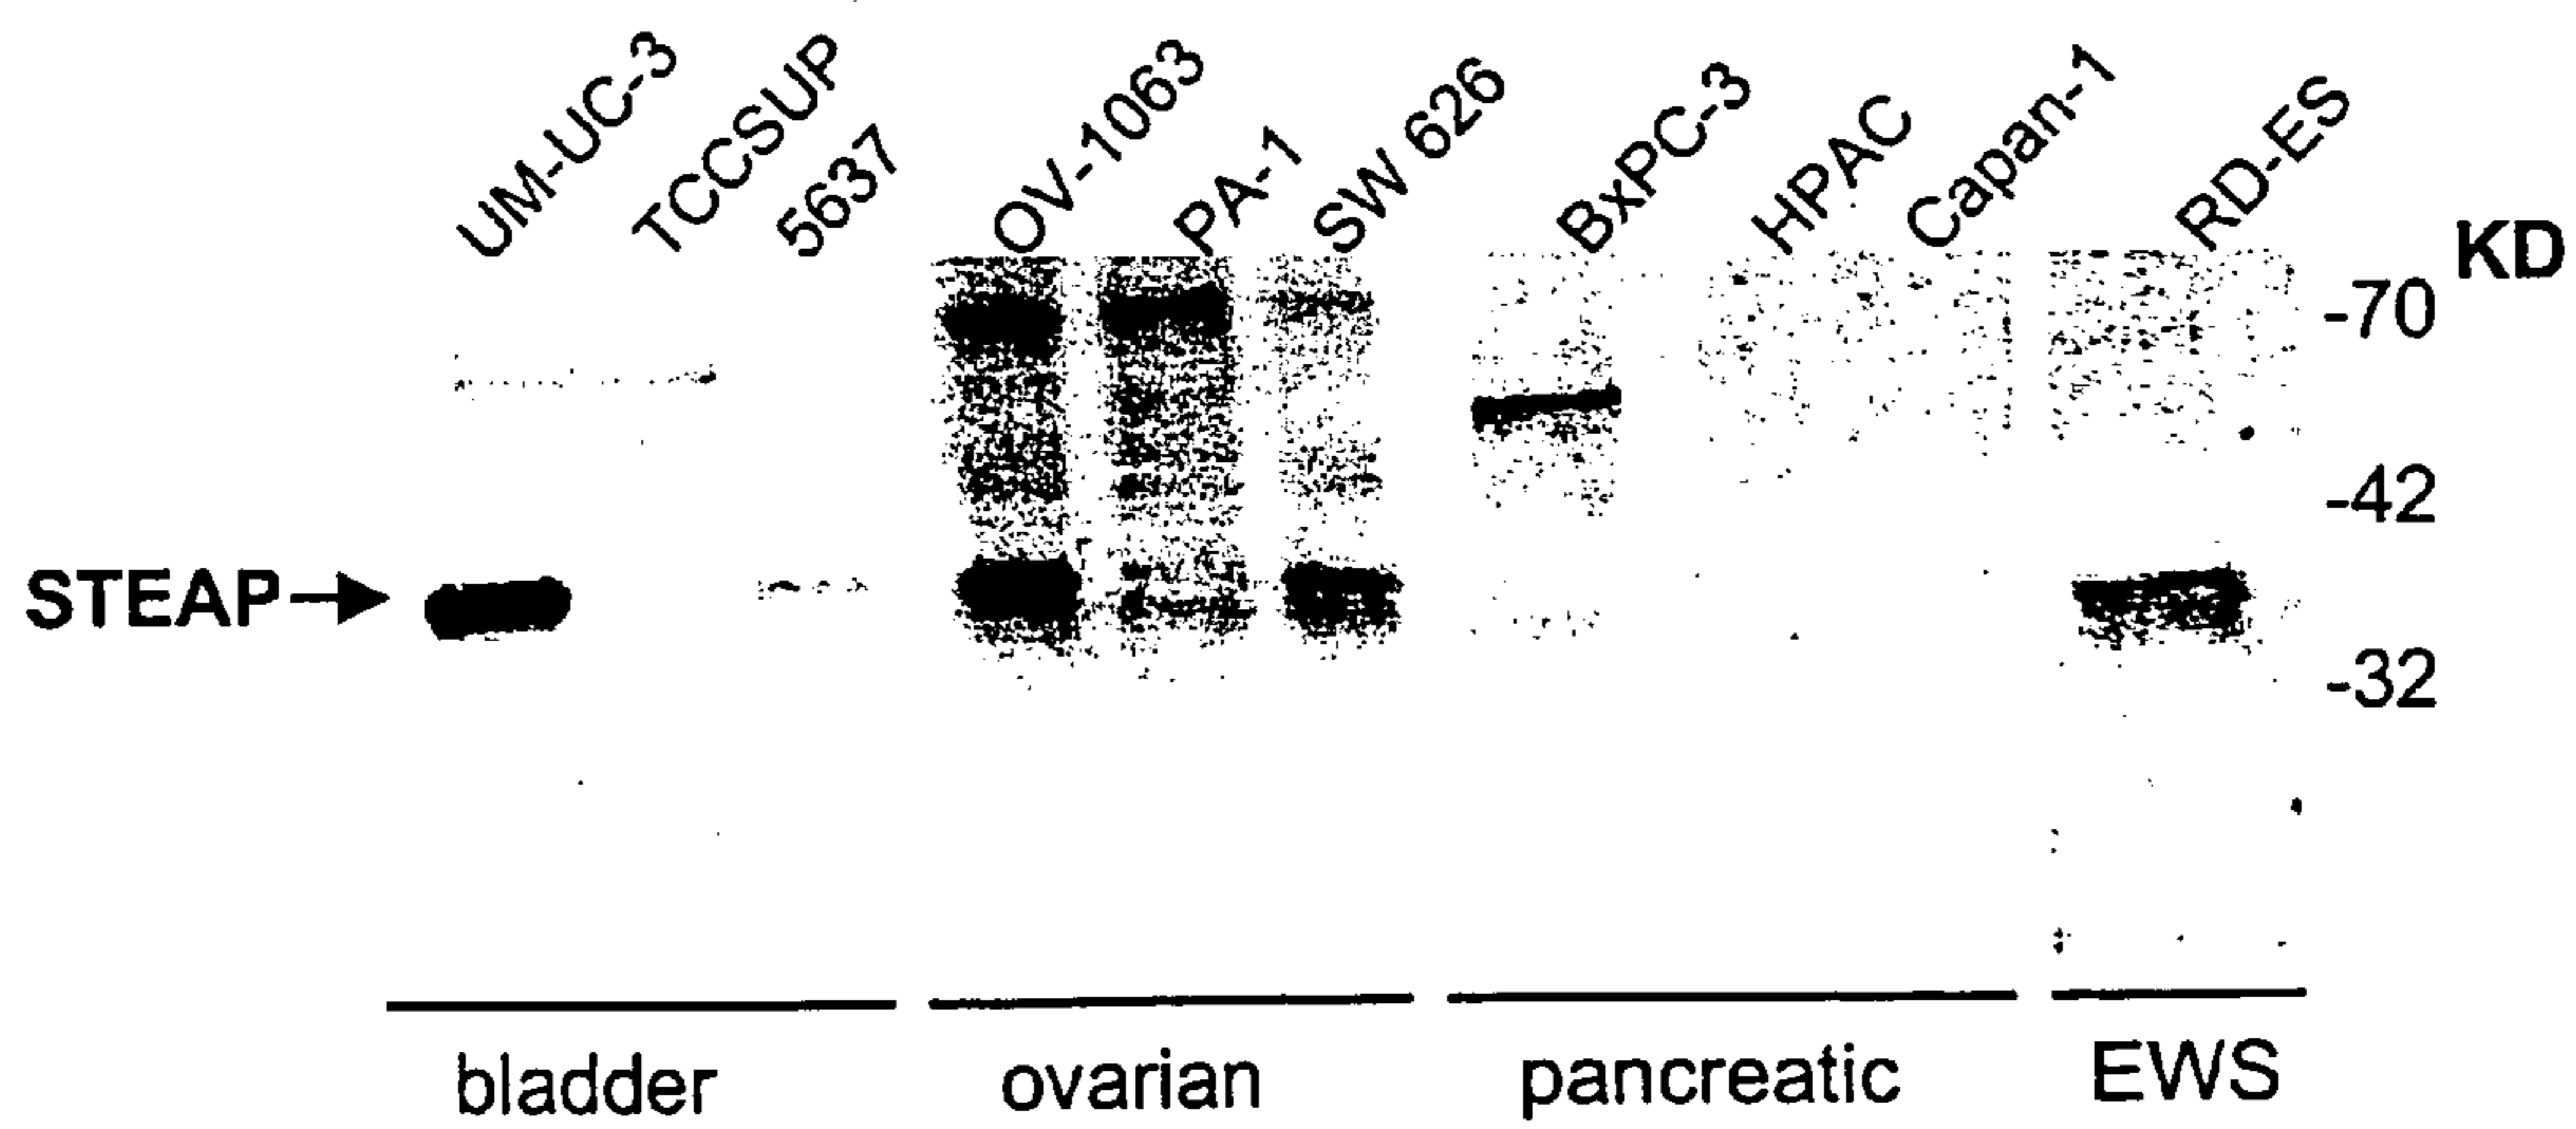 UM-UC-3
TCCSUP
5637
OV-1063
PA-1
SW 626
BxPC-3
HPAC
Capan-1
RD-ES
KD
-70
-42
STEAP
-32
bladder
ovarian
pancreatic
EWS